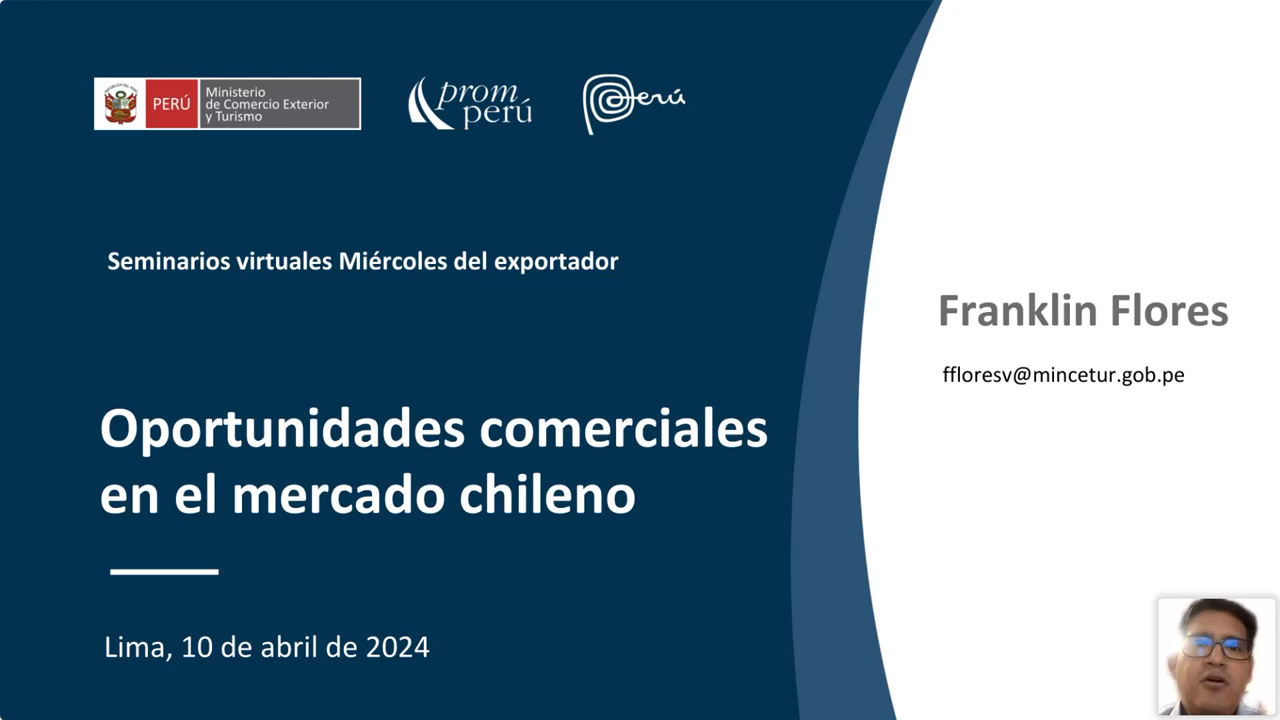 PERÚ
Ministerio
de Comercio Exterior
y Turismo
prom
perú
Perú
Seminarios virtuales Miércoles del exportador
Oportunidades comerciales
en el mercado chileno
Lima, 10 de abril de 2024
Franklin Flores
ffloresv@mincetur.gob.pe